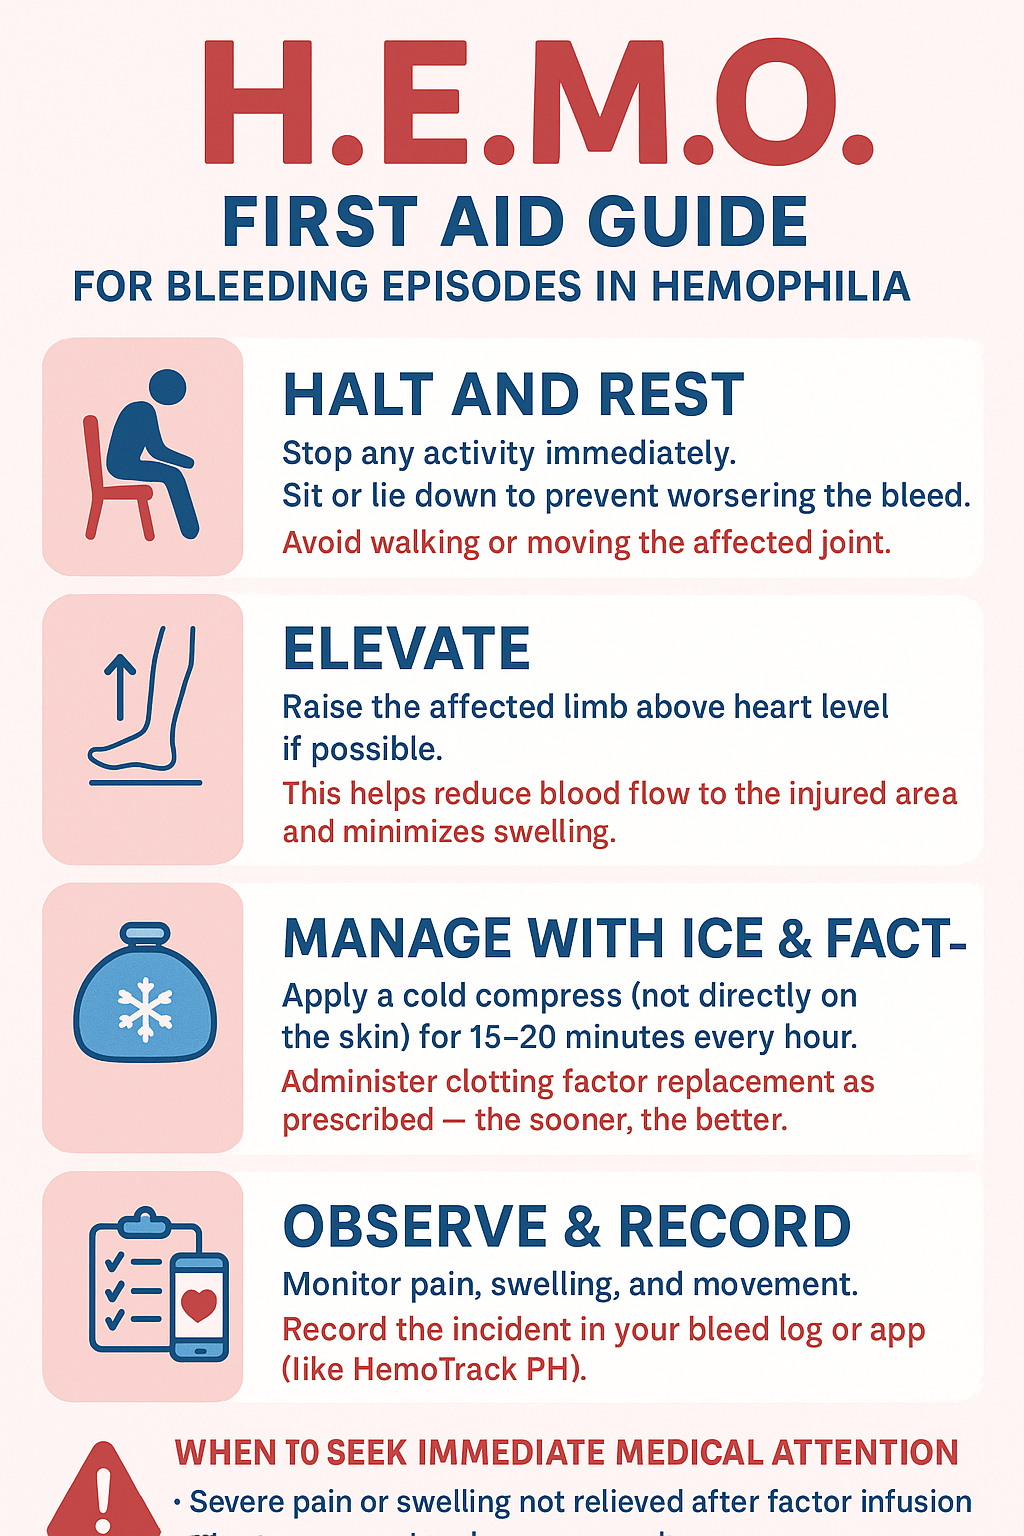 H.E.M.O.
FIRST AID GUIDE
FOR BLEEDING EPISODES IN HEMOPHILIA
HALT AND REST
Stop any activity immediately.
Sit or lie down to prevent worsering the bleed.
Avoid walking or moving the affected joint.
ELEVATE
Raise the affected limb above heart level
if possible.
This helps reduce blood flow to the injured area
and minimizes swelling.
MANAGE WITH ICE & FACT-
Apply a cold compress (not directly on
the skin) for 15–20 minutes every hour.
Administer clotting factor replacement as
prescribed — the sooner, the better.
OBSERVE & RECORD
Monitor pain, swelling, and movement.
Record the incident in your bleed log or app
(like HemoTrack PH).
WHEN TO SEEK IMMEDIATE MEDICAL ATTENTION
• Severe pain or swelling not relieved after factor infusion